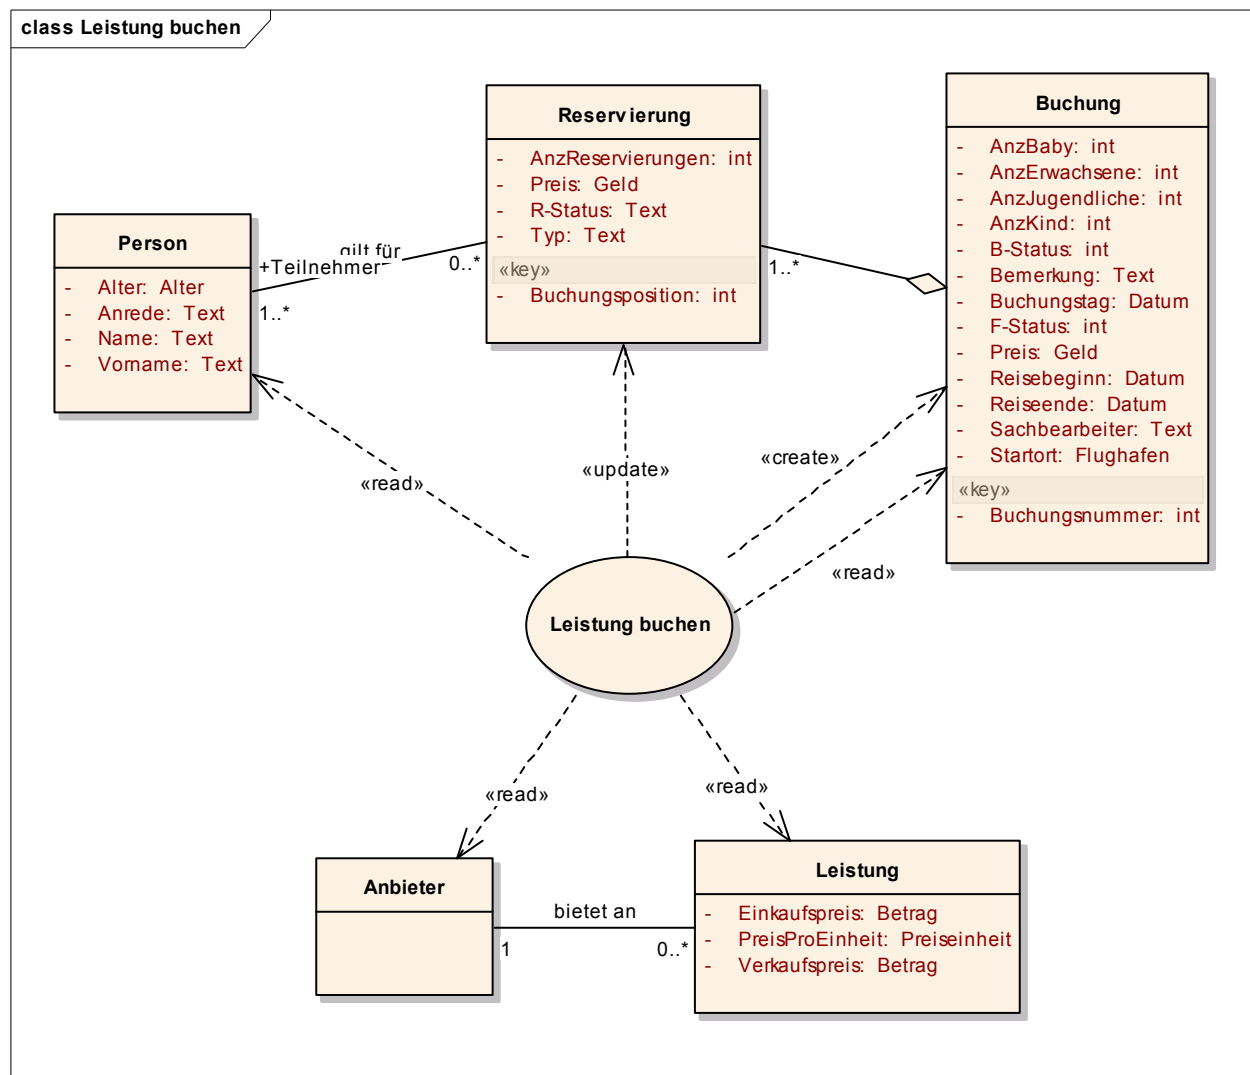 class Leistung buchen
Reservierung
- AnzReservierungen: int
- Preis: Geld
- R-Status: Text
- Typ: Text
«key»
- Buchungsposition: int
Buchung
- AnzBaby: int
- AnzErwachsene: int
- AnzJugendliche: int
- AnzKind: int
- B-Status: int
- Bemerkung: Text
- Buchungstag: Datum
- F-Status: int
- Preis: Geld
- Reisebeginn: Datum
- Reiseende: Datum
- Sachbearbeiter: Text
- Startort: Flughafen
«key»
- Buchungsnummer: int
Person
- Alter: Alter
- Anrede: Text
- Name: Text
- Vorname: Text
gilt für
+Teilnehmer
0..*
1..*
1..*
«read»
«update»
«create»
«read»
Leistung buchen
«read»
«read»
Anbieter
bietet an
1
0..*
Leistung
- Einkaufspreis: Betrag
- PreisProEinheit: Preiseinheit
- Verkaufspreis: Betrag